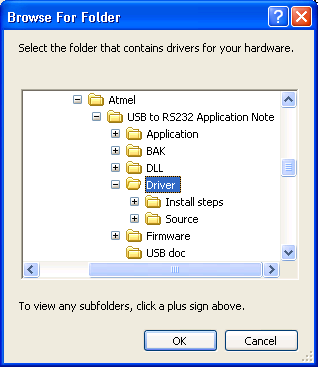 Browse For Folder
Select the folder that contains drivers for your hardware.
Atmel
USB to RS232 Application Note
Application
BAK
DLL
Driver
Install steps
Source
Firmware
USB doc
To view any subfolders, click a plus sign above.
OK
Cancel